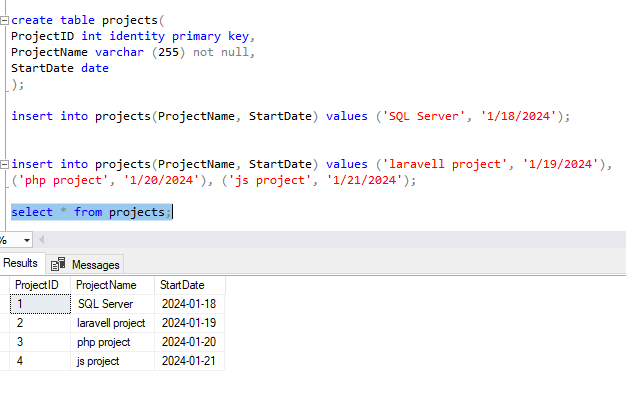 create table projects(
ProjectID int identity primary key,
ProjectName varchar (255) not null,
StartDate date
);
insert into projects(ProjectName, StartDate) values ('SQL Server', '1/18/2024');
insert into projects(ProjectName, StartDate) values ('laravell project', '1/19/2024'),
('php project', '1/20/2024'), ('js project', '1/21/2024');
select * from projects;
%
Results Messages
ProjectID ProjectName StartDate
1 SQL Server 2024-01-18
2 laravell project 2024-01-19
3 php project 2024-01-20
4 js project 2024-01-21